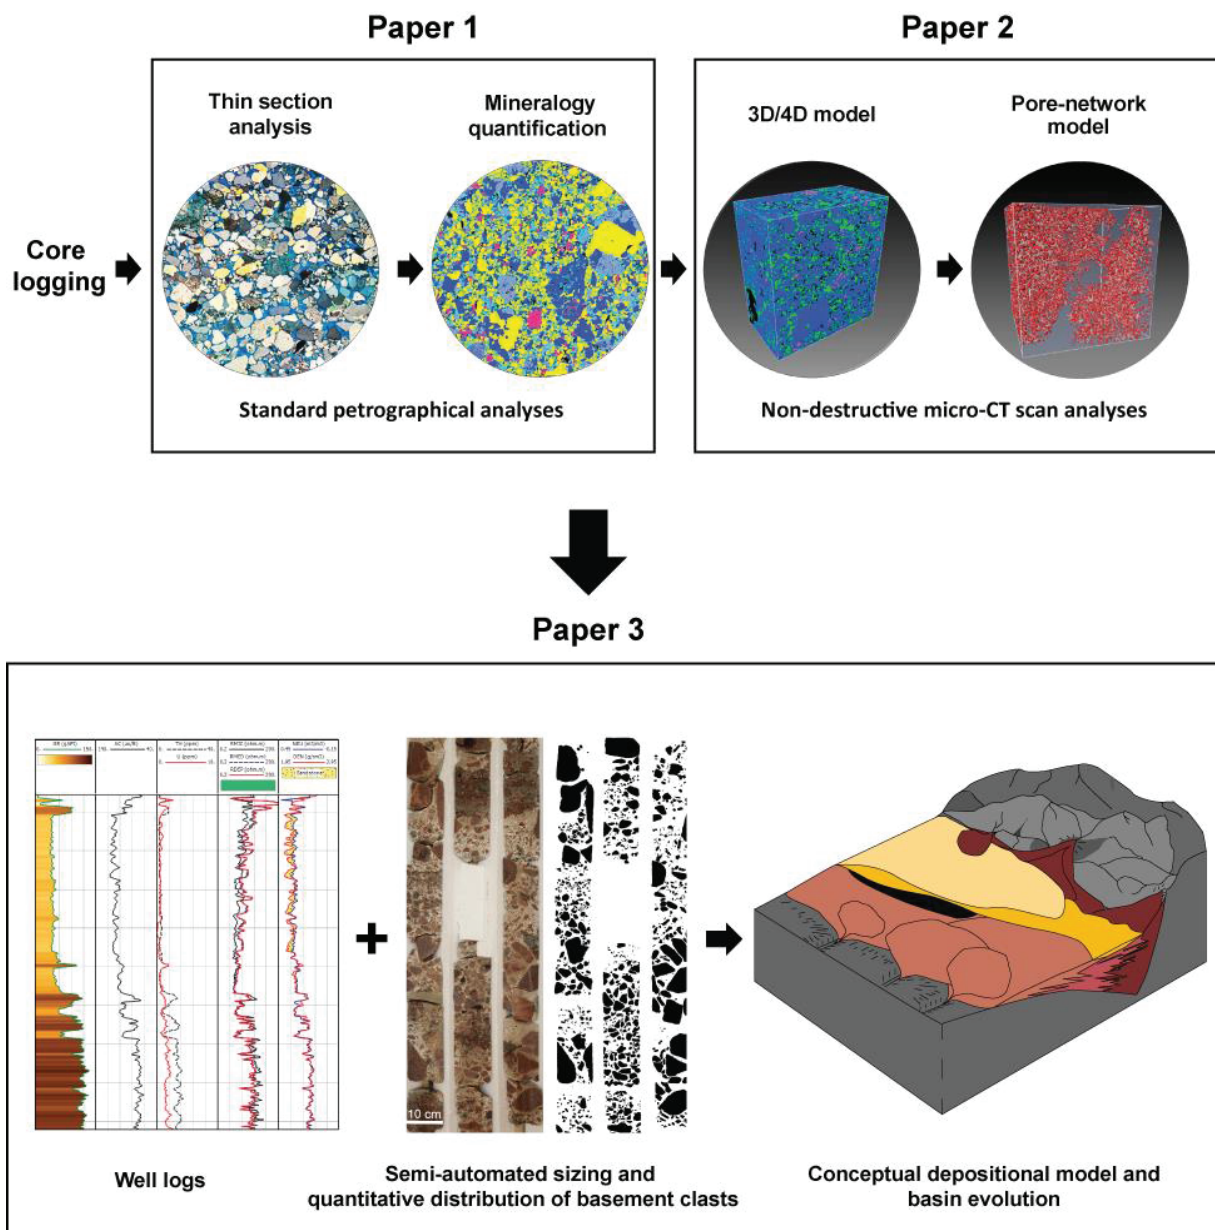 Paper 1
Paper 2
Thin section
analysis
Mineralogy
quantification
3D/4D model
Pore-network
model
Core
logging
Standard petrographical analyses
Non-destructive micro-CT scan analyses
Paper 3
10 cm
Well logs
Semi-automated sizing and
quantitative distribution of basement clasts
Conceptual depositional model and
basin evolution